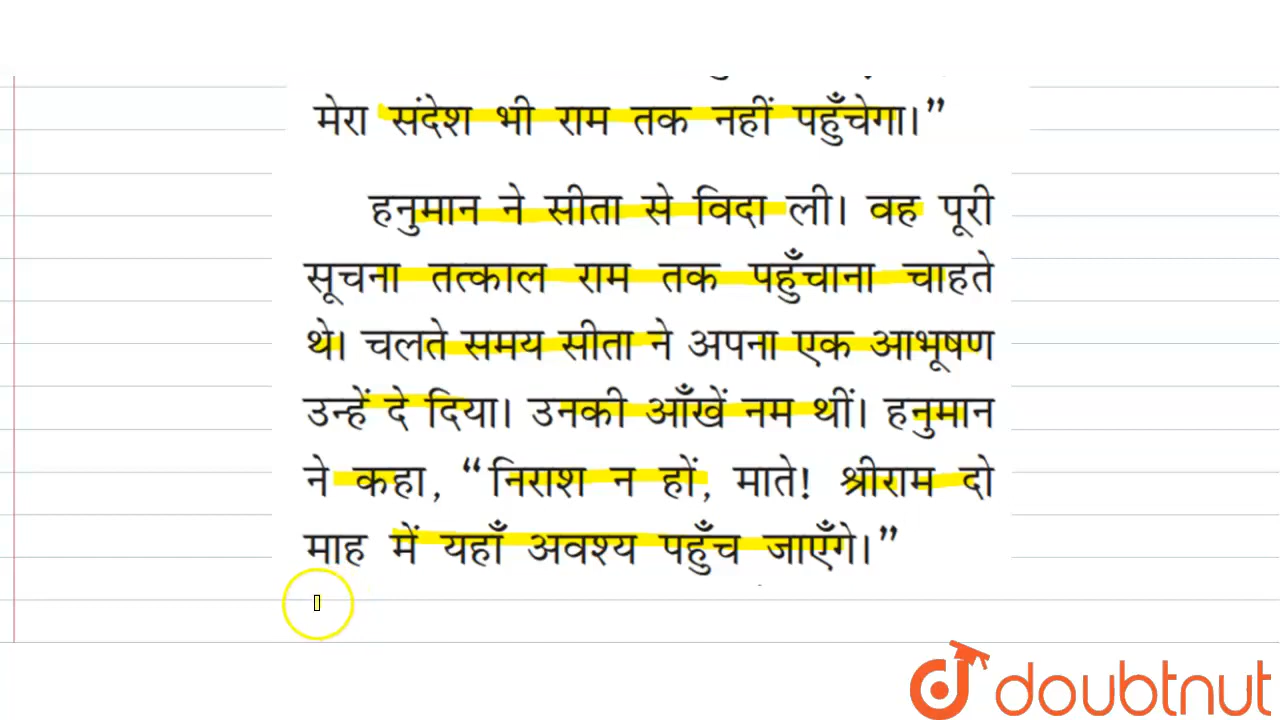 मेरा संदेश भी राम तक नहीं पहुँचेगा।”
हनुमान ने सीता से विदा ली। वह पूरी
सूचना तत्काल राम तक पहुँचाना चाहते
थे। चलते समय सीता ने अपना एक आभूषण
उन्हें दे दिया। उनकी आँखें नम थीं। हनुमान
ने कहा, “निराश न हों, माते! श्रीराम दो
माह में यहाँ अवश्य पहुँच जाएँगे।”
doubtnut